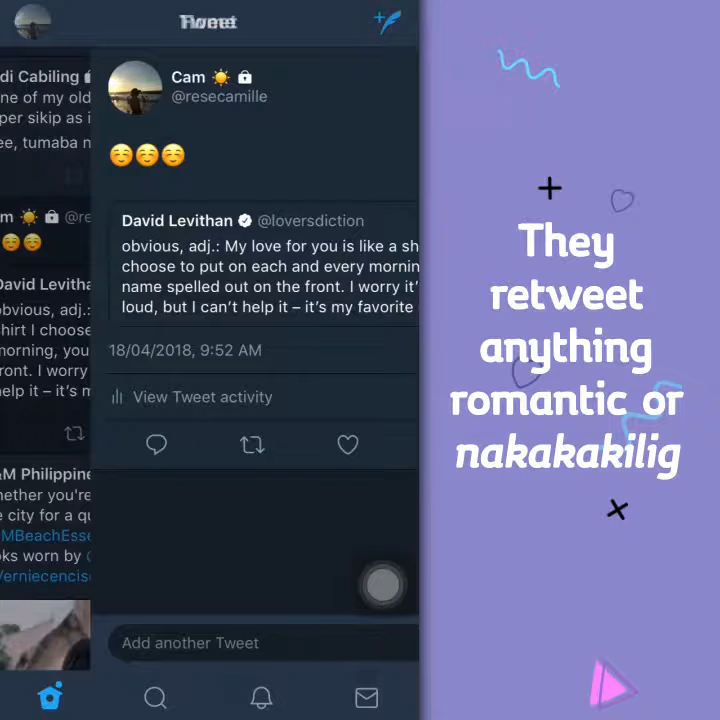 Tweet
di Cabiling
ne of my old
per sikip as i
ee, tumaba n
m @re
David Levitha
obvious, adj.:
hirt I choose
morning, you
ront. I worry
elp it – it's m
M Philippine
hether you're
e city for a qu
MBeachEsse
oks worn by
Verniecencis
Cam
@resecamille
David Levithan @loversdiction
obvious, adj.: My love for you is like a sh
choose to put on each and every mornin
name spelled out on the front. I worry it'
loud, but I can't help it – it's my favorite
18/04/2018, 9:52 AM
View Tweet activity
Add another Tweet
They
retweet
anything
romantic or
nakakakilig